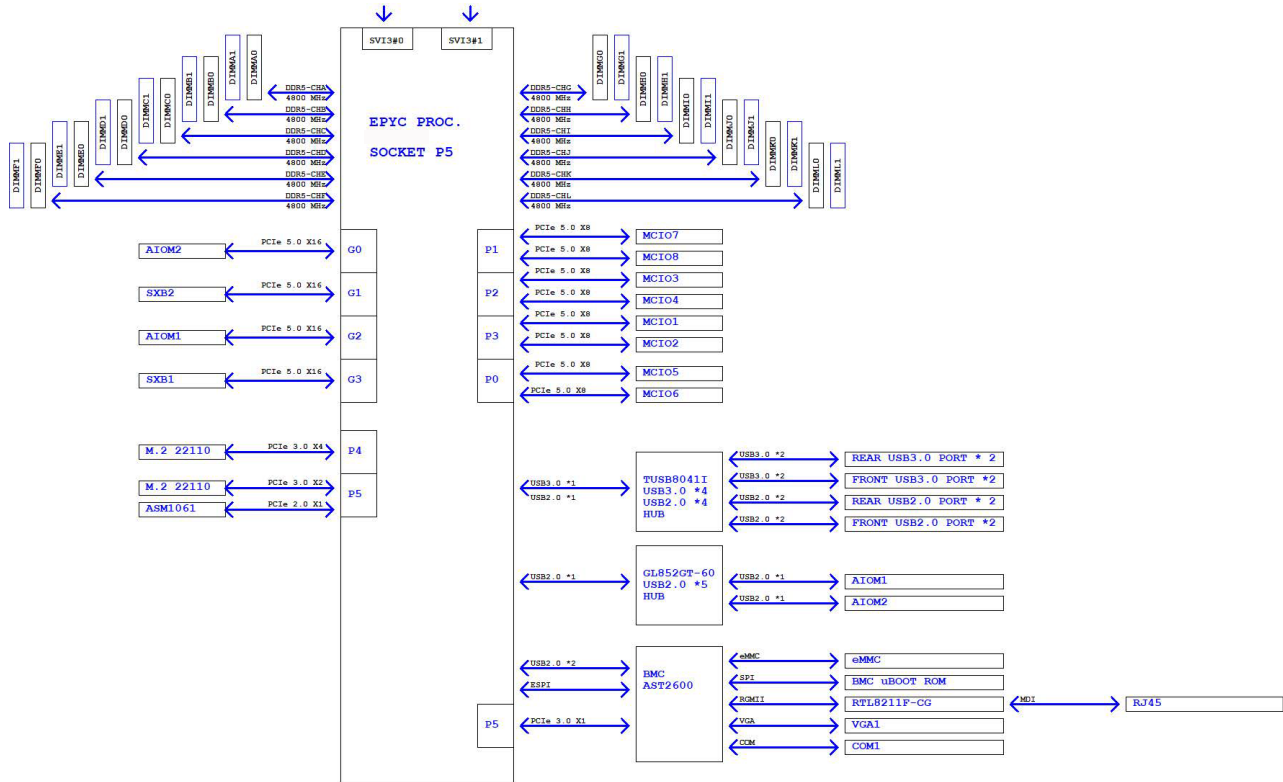 SVI3#0
SVI3#1
EPYC PROC.
SOCKET P5
DIMMF1
DIMMF0
DIMME1
DIMME0
DIMMD1
DIMMD0
DIMMC1
DIMMC0
DIMMB1
DIMMB0
DIMMA1
DIMMA0
DDR5-CHA
4800 MHz
DDR5-CHB
4800 MHz
DDR5-CHC
4800 MHz
DDR5-CHD
4800 MHz
DDR5-CHE
4800 MHz
DDR5-CHF
4800 MHz
DIMMG0
DIMMG1
DIMMH0
DIMMH1
DIMMI0
DIMMI1
DIMMJ0
DIMMJ1
DIMMK0
DIMMK1
DIMML0
DIMML1
DDR5-CHG
4800 MHz
DDR5-CHH
4800 MHz
DDR5-CHI
4800 MHz
DDR5-CHJ
4800 MHz
DDR5-CHK
4800 MHz
DDR5-CHL
4800 MHz
AIOM2 PCIe 5.0 X16 G0
SXB2 PCIe 5.0 X16 G1
AIOM1 PCIe 5.0 X16 G2
SXB1 PCIe 5.0 X16 G3
M.2 22110 PCIe 3.0 X4 P4
M.2 22110 PCIe 3.0 X2 P5
ASM1061 PCIe 2.0 X1
P1 PCIe 5.0 X8 MCIO7
PCIe 5.0 X8 MCIO8
P2 PCIe 5.0 X8 MCIO3
PCIe 5.0 X8 MCIO4
P3 PCIe 5.0 X8 MCIO1
PCIe 5.0 X8 MCIO2
P0 PCIe 5.0 X8 MCIO5
PCIe 5.0 X8 MCIO6
USB3.0 *1
USB2.0 *1
TUSB8041I
USB3.0 *4
USB2.0 *4
HUB
USB3.0 *2 REAR USB3.0 PORT * 2
USB3.0 *2 FRONT USB3.0 PORT *2
USB2.0 *2 REAR USB2.0 PORT * 2
USB2.0 *2 FRONT USB2.0 PORT *2
USB2.0 *1
GL852GT-60
USB2.0 *5
HUB
USB2.0 *1 AIOM1
USB2.0 *1 AIOM2
USB2.0 *2
ESPI
P5 PCIe 3.0 X1
BMC
AST2600
eMMC eMMC
SPI BMC uBOOT ROM
RGMII RTL8211F-CG MDI RJ45
VGA VGA1
COM COM1